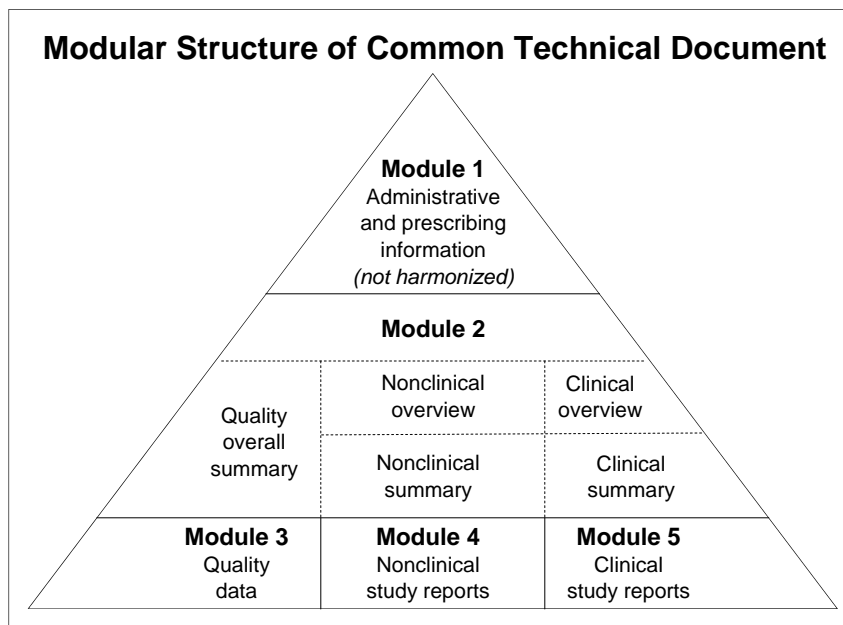 Modular Structure of Common Technical Document
Module 1
Administrative
and prescribing
information
(not harmonized)
Module 2
Quality
overall
summary
Nonclinical
overview
Clinical
overview
Nonclinical
summary
Clinical
summary
Module 3
Quality
data
Module 4
Nonclinical
study reports
Module 5
Clinical
study reports